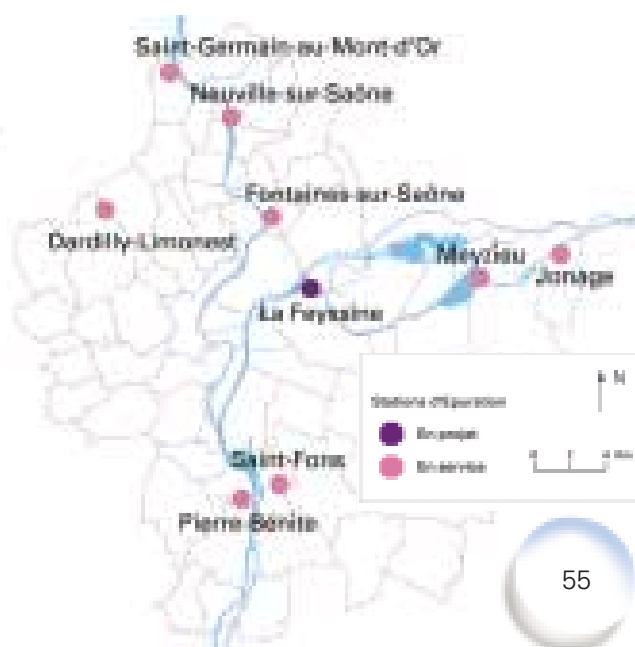 Saint-Germain-au-Mont-d'Or
Neuville-sur-Saône
Fontaines-sur-Saône
Dardilly-Limonest
Meyzieu
Jonage
La Feyssine
N
Stations d'épuration
En projet
En service
Saint-Fons
Pierre-Bénite
55